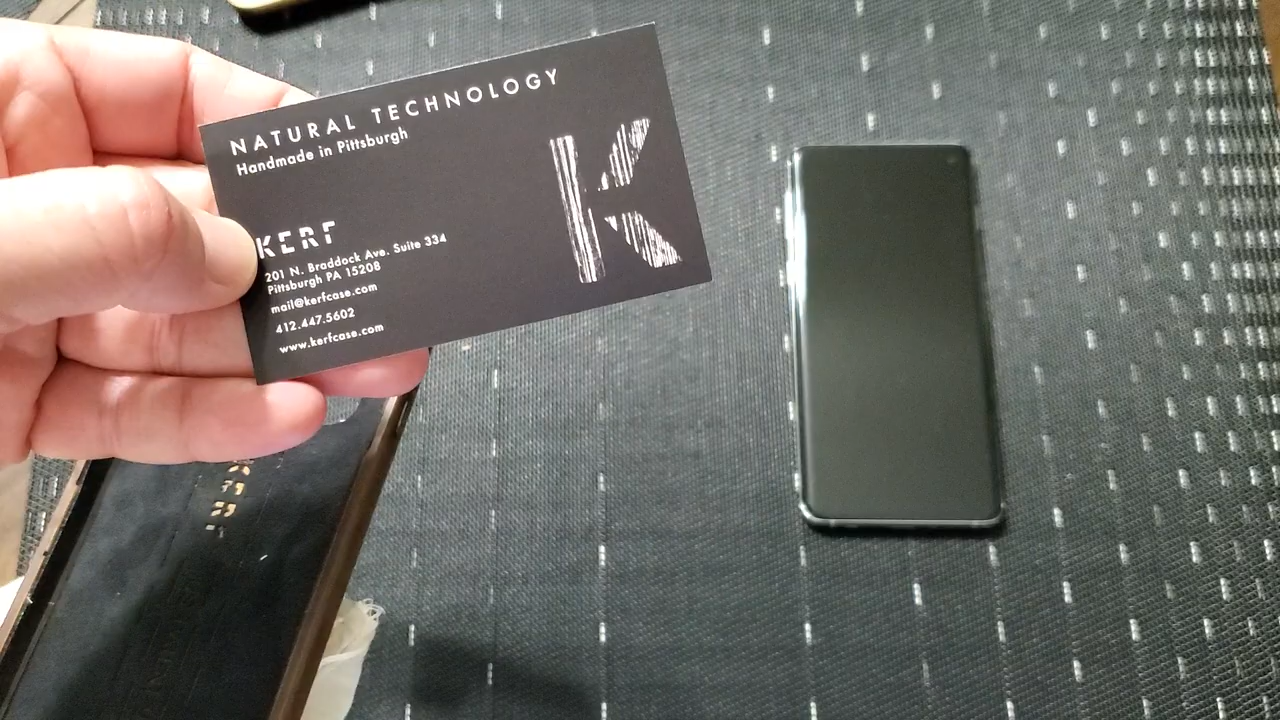 NATURAL TECHNOLOGY
Handmade in Pittsburgh
K
KERF
201 N. Braddock Ave. Suite 334
Pittsburgh PA 15208
mail@kerfcase.com
412.447.5602
www.kerfcase.com